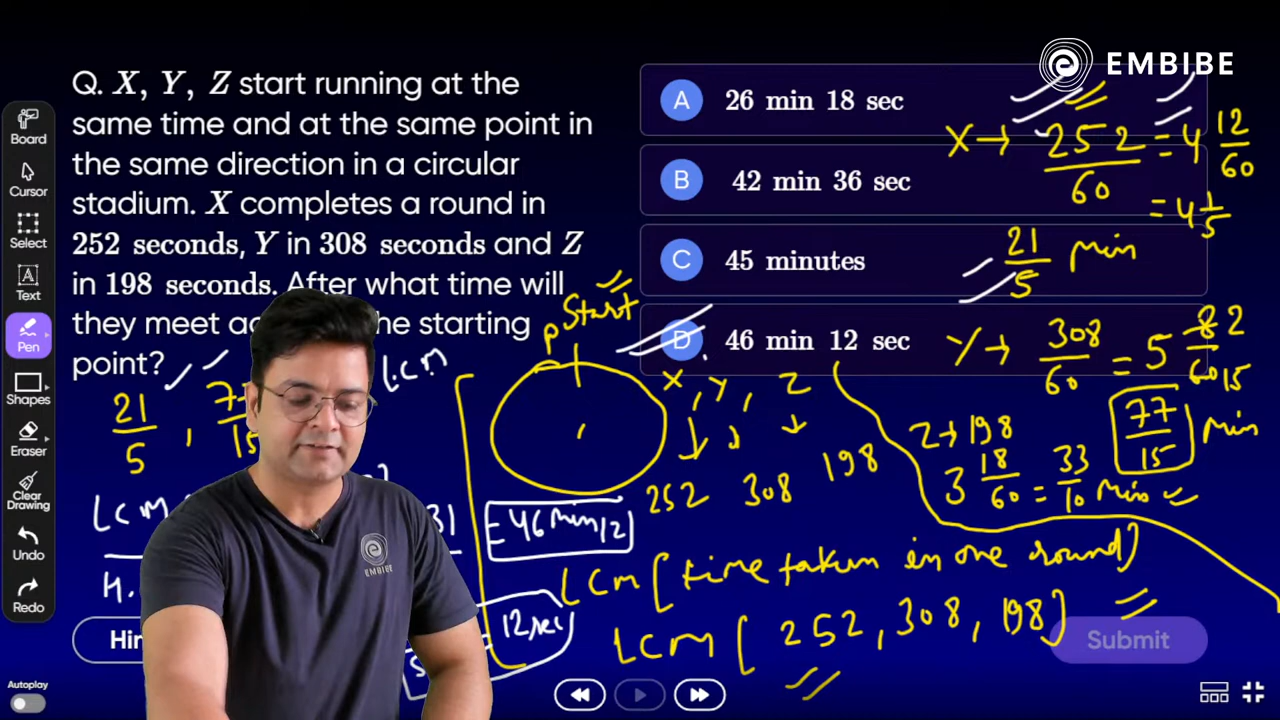 EMBIBE
Q. X, Y, Z start running at the
same time and at the same point in
the same direction in a circular
stadium. X completes a round in
252 seconds, Y in 308 seconds and Z
in 198 seconds. After what time will
they meet the starting
point?
A 26 min 18 sec
B 42 min 36 sec
C 45 minutes
D 46 min 12 sec
Board
Cursor
Select
Text
Pen
Shapes
Eraser
Clear
Drawing
Undo
Redo
X → 252/60 = 4 12/60
= 4 1/5
21/5 min
Y → 308/60 = 5 8/60 2 15
77/15 min
Z → 198
3 18/60 = 33/10 min
P Start
X, Y, Z
252 308 198
21/5 ,
LCM
LCM
H.
= 46 min 12
12 sec
LCM [time taken in one round]
LCM [252, 308, 198]
Submit
Autoplay